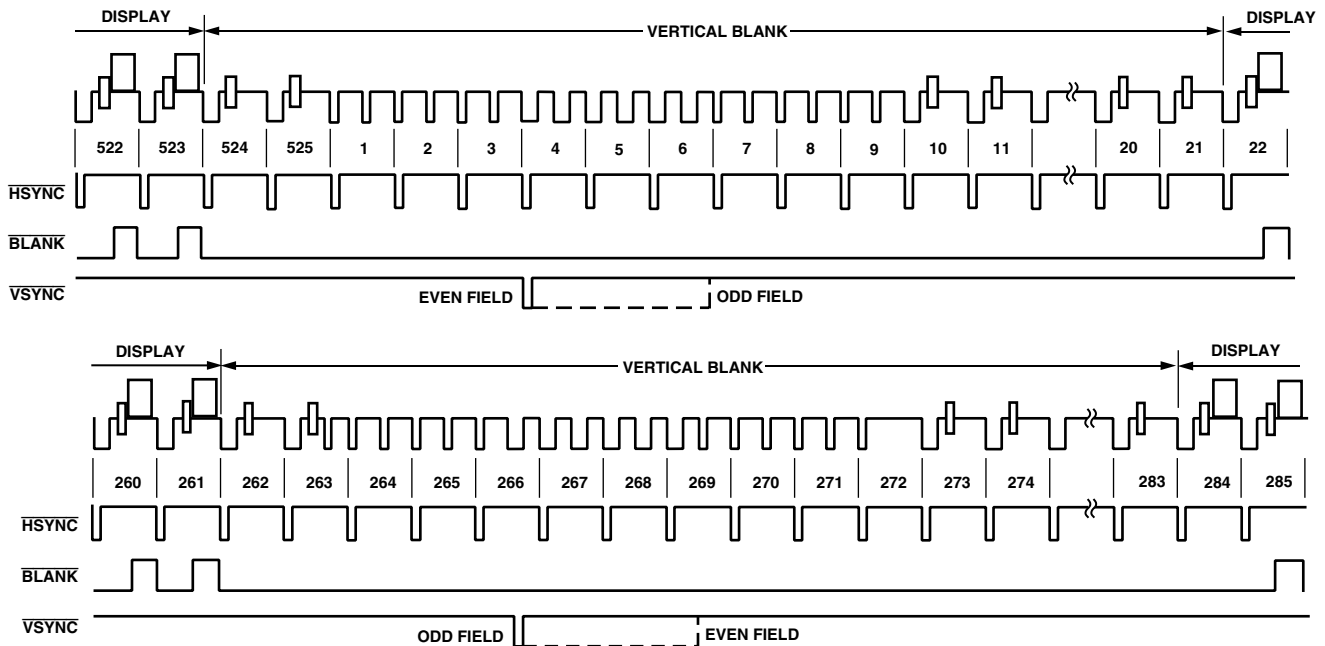 DISPLAY VERTICAL BLANK DISPLAY
522 523 524 525 1 2 3 4 5 6 7 8 9 10 11 20 21 22
HSYNC
BLANK
VSYNC
EVEN FIELD ODD FIELD
DISPLAY VERTICAL BLANK DISPLAY
260 261 262 263 264 265 266 267 268 269 270 271 272 273 274 283 284 285
HSYNC
BLANK
VSYNC
ODD FIELD EVEN FIELD